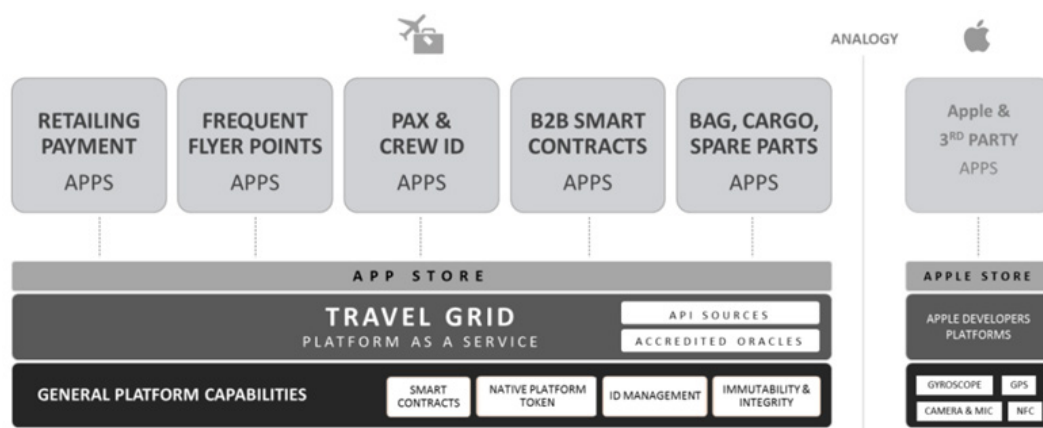 ANALOGY
RETAILING
PAYMENT
APPS
FREQUENT
FLYER POINTS
APPS
PAX &
CREW ID
APPS
B2B SMART
CONTRACTS
APPS
BAG, CARGO,
SPARE PARTS
APPS
Apple &
3RD PARTY
APPS
APP STORE
TRAVEL GRID
PLATFORM AS A SERVICE
API SOURCES
ACCREDITED ORACLES
GENERAL PLATFORM CAPABILITIES
SMART
CONTRACTS
NATIVE PLATFORM
TOKEN
ID MANAGEMENT
IMMUTABILITY &
INTEGRITY
APPLE STORE
APPLE DEVELOPERS
PLATFORMS
GYROSCOPE
GPS
CAMERA & MIC
NFC